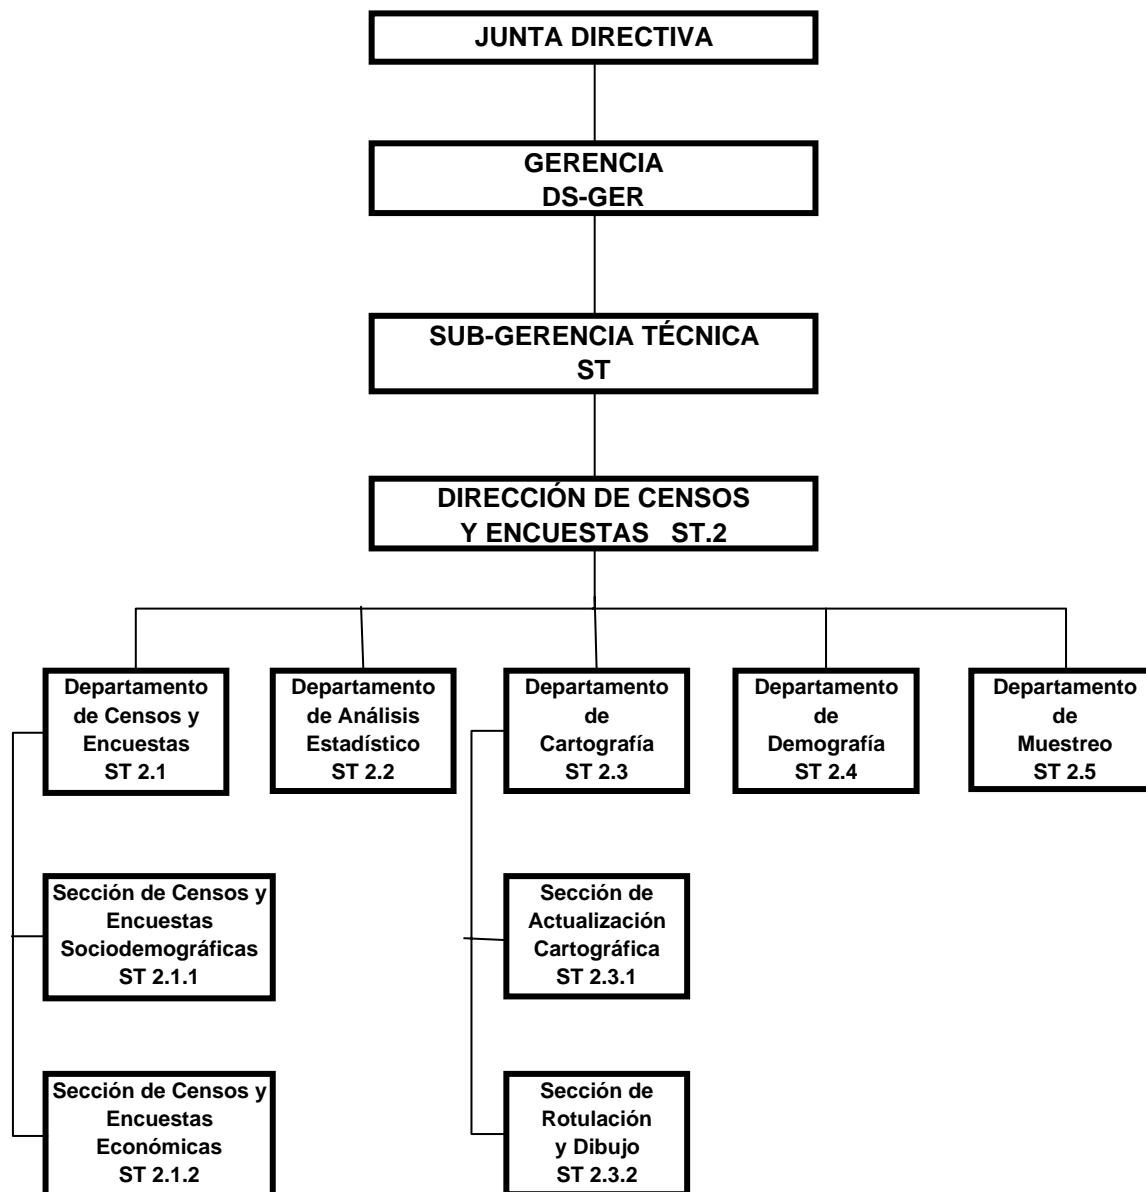 JUNTA DIRECTIVA
GERENCIA
DS-GER
SUB-GERENCIA TÉCNICA
ST
DIRECCIÓN DE CENSOS
Y ENCUESTAS ST.2
Departamento
de Censos y
Encuestas
ST 2.1
Departamento
de Análisis
Estadístico
ST 2.2
Departamento
de
Cartografía
ST 2.3
Departamento
de
Demografía
ST 2.4
Departamento
de
Muestreo
ST 2.5
Sección de Censos y
Encuestas
Sociodemográficas
ST 2.1.1
Sección de
Actualización
Cartográfica
ST 2.3.1
Sección de Censos y
Encuestas
Económicas
ST 2.1.2
Sección de
Rotulación
y Dibujo
ST 2.3.2